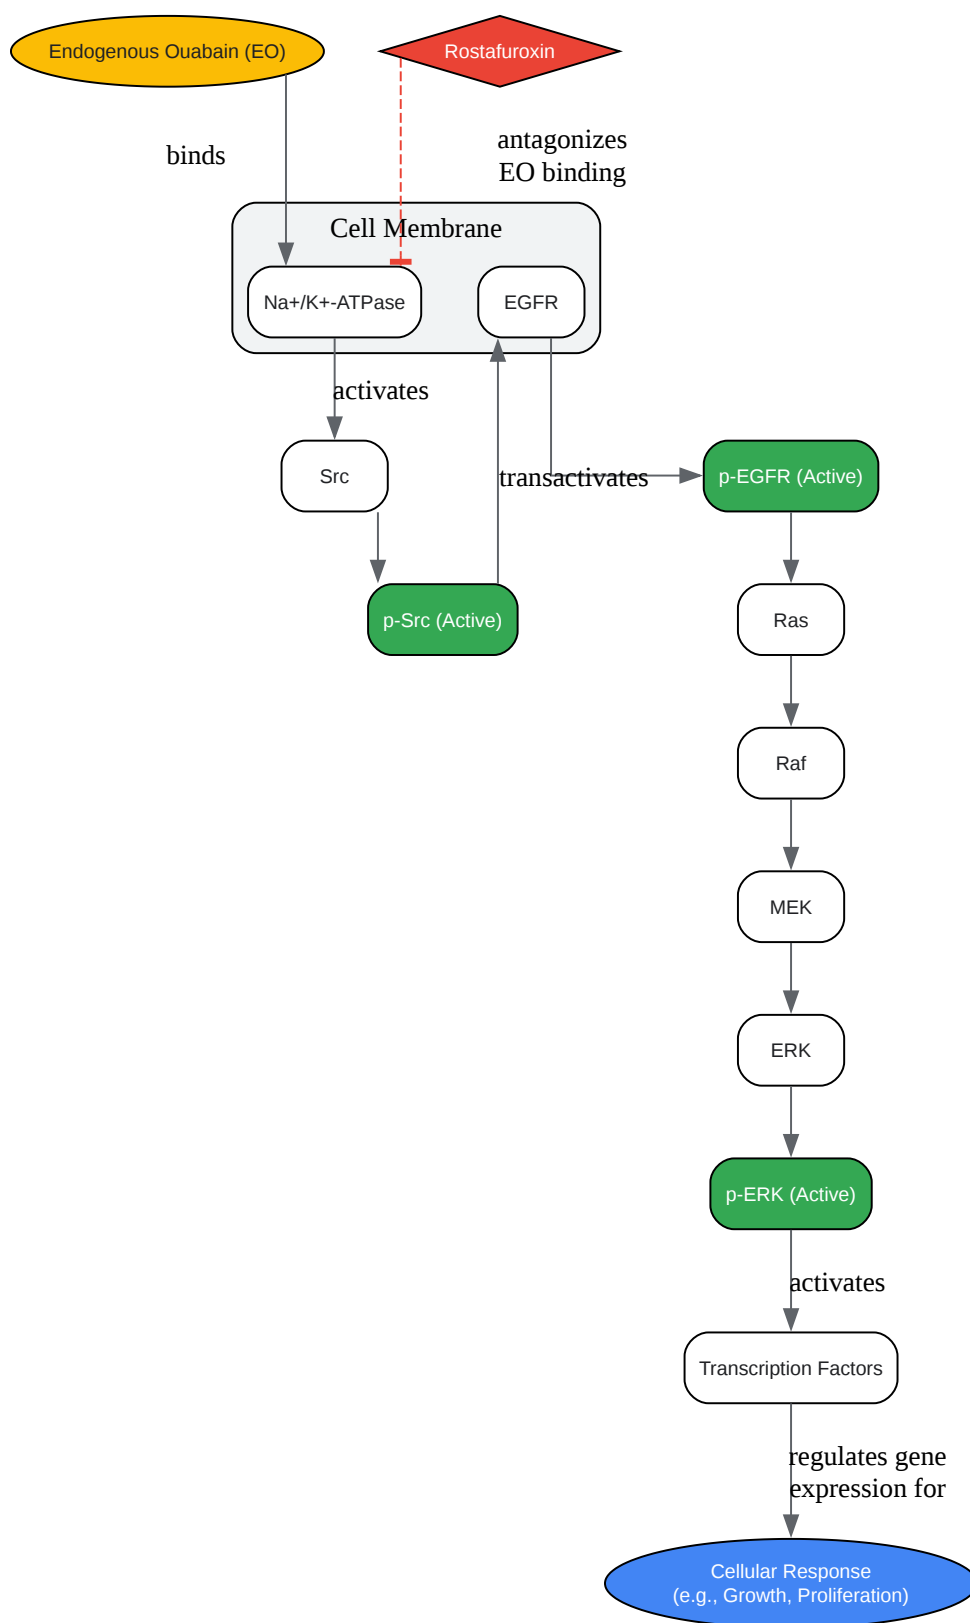 Endogenous Ouabain (EO)
Rostafuroxin
binds
antagonizes
EO binding
Cell Membrane
Na+/K+-ATPase
EGFR
activates
Src
transactivates
p-EGFR (Active)
p-Src (Active)
Ras
Raf
MEK
ERK
p-ERK (Active)
activates
Transcription Factors
regulates gene
expression for
Cellular Response
(e.g., Growth, Proliferation)